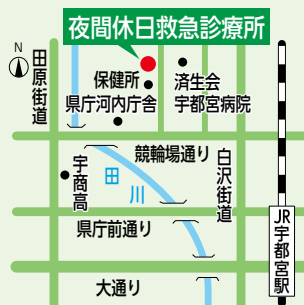 夜間休日救急診療所
N
田原街道
保健所
県庁河内庁舎
済生会
宇都宮病院
競輪場通り
田川
宇商高
白沢街道
県庁前通り
JR宇都宮駅
大通り